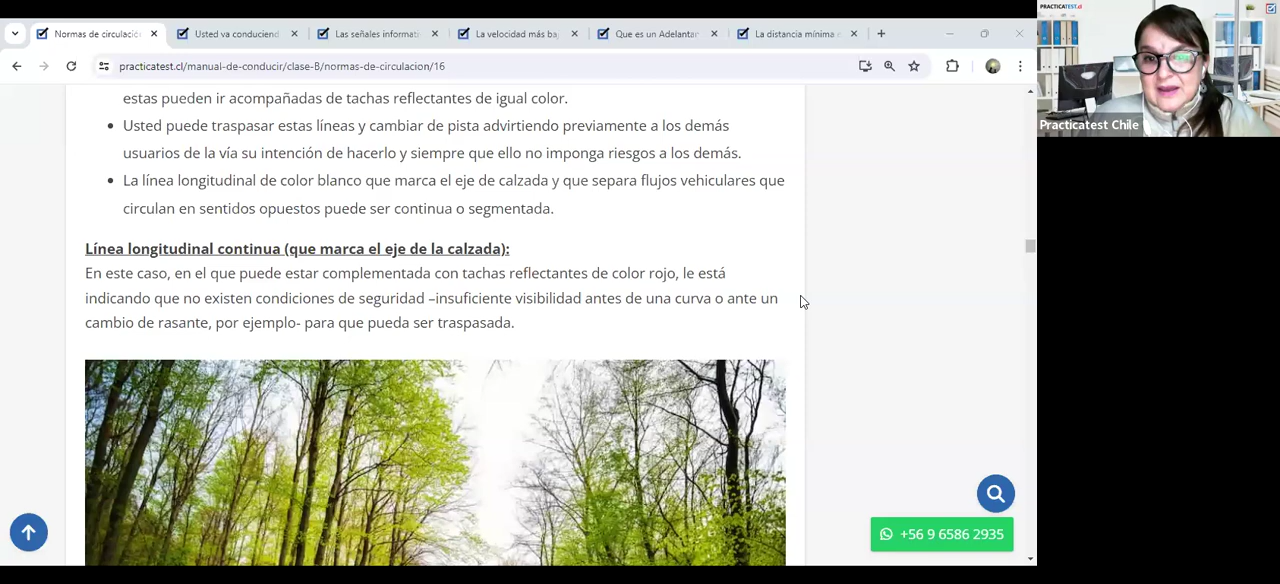 Normas de circulació
Usted va conduciend
Las señales informati
La velocidad más ba
Que es un Adelantar
La distancia mínima
practicatest.cl/manual-de-conducir/clase-B/normas-de-circulacion/16
PRACTICATEST.cl
Practicatest Chile
estas pueden ir acompañadas de tachas reflectantes de igual color.
Usted puede traspasar estas líneas y cambiar de pista advirtiendo previamente a los demás
usuarios de la vía su intención de hacerlo y siempre que ello no imponga riesgos a los demás.
La línea longitudinal de color blanco que marca el eje de calzada y que separa flujos vehiculares que
circulan en sentidos opuestos puede ser continua o segmentada.
Línea longitudinal continua (que marca el eje de la calzada):
En este caso, en el que puede estar complementada con tachas reflectantes de color rojo, le está
indicando que no existen condiciones de seguridad –insuficiente visibilidad antes de una curva o ante un
cambio de rasante, por ejemplo- para que pueda ser traspasada.
+56 9 6586 2935